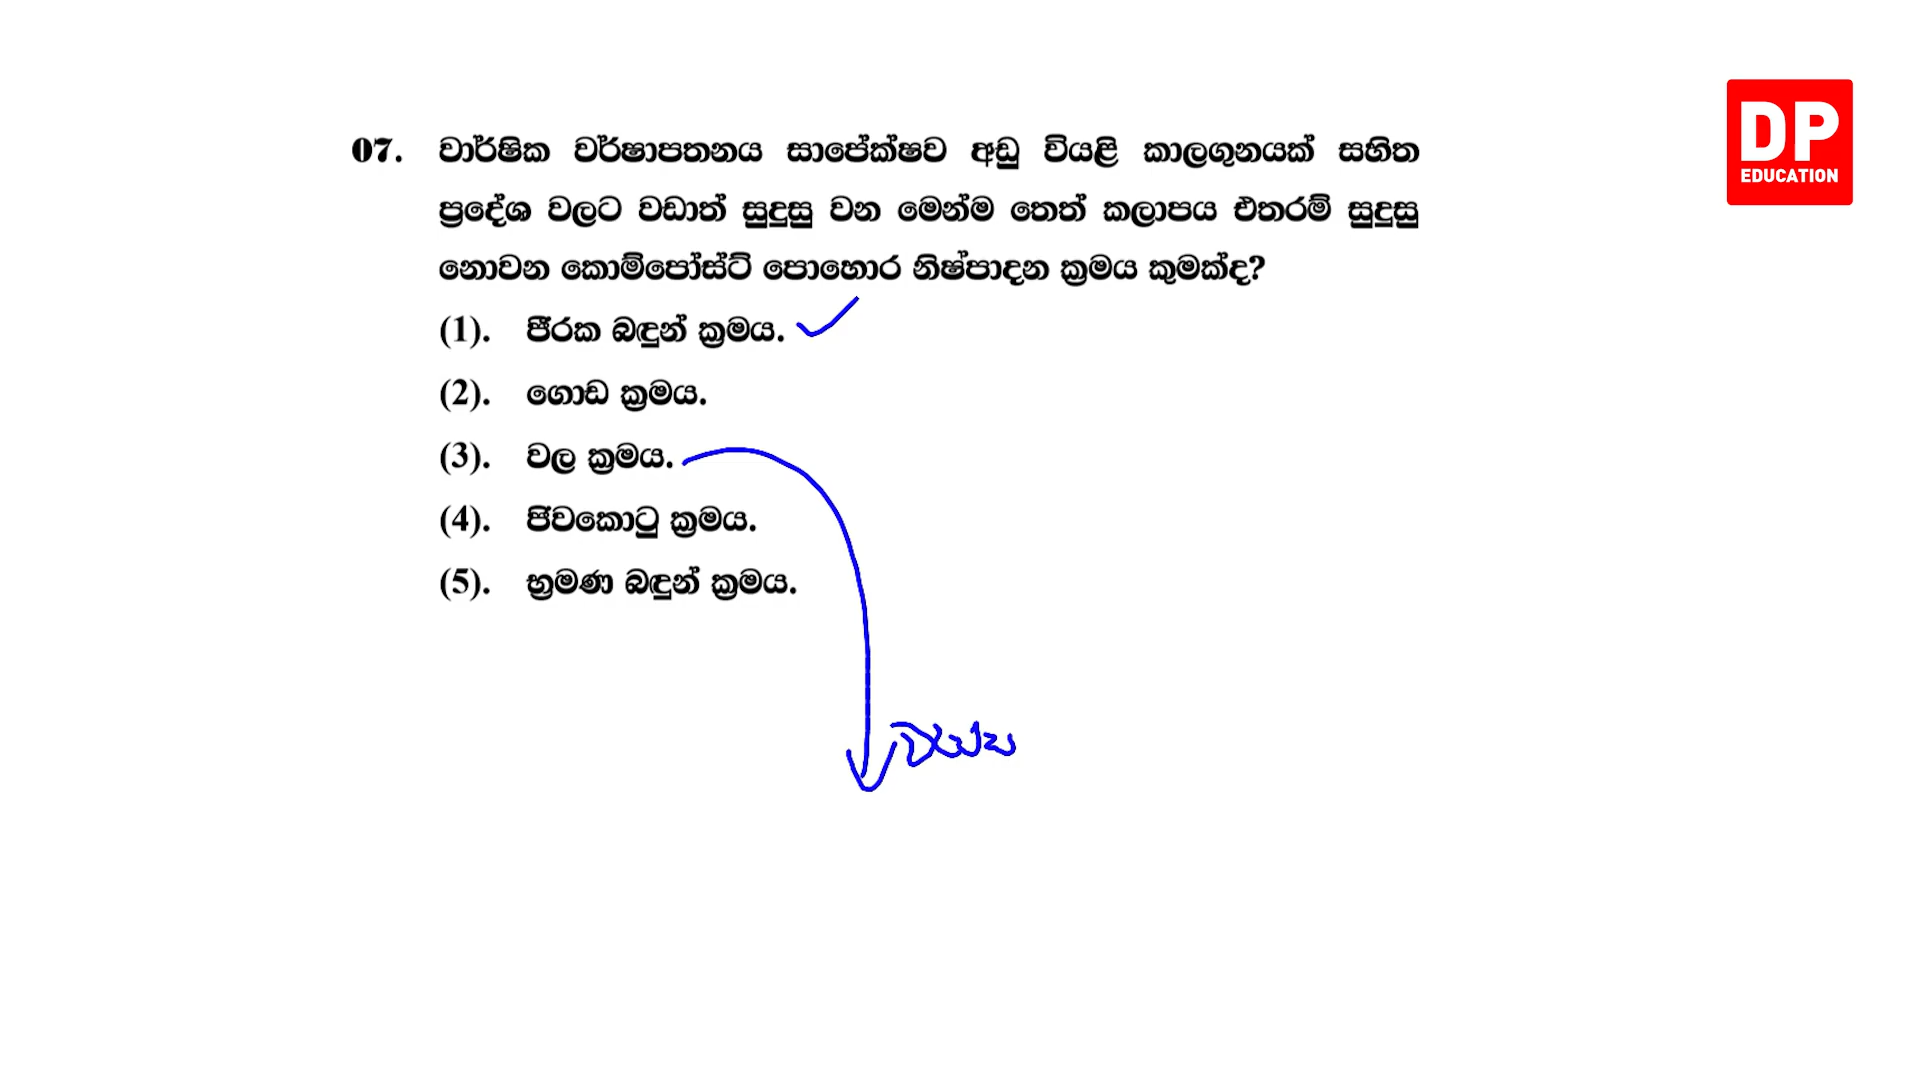 DP
EDUCATION
07. වාර්ෂික වර්ෂාපතනය සාපේක්ෂව අඩු වියළි කාලගුනයක් සහිත
ප්‍රදේශ වලට වඩාත් සුදුසු වන මෙන්ම තෙත් කලාපය එතරම් සුදුසු
නොවන කොම්පෝස්ට් පොහොර නිෂ්පාදන ක්‍රමය කුමක්ද?
(1). ජීරක බඳුන් ක්‍රමය.
(2). ගොඩ ක්‍රමය.
(3). වල ක්‍රමය.
(4). ජිවකොටු ක්‍රමය.
(5). භ්‍රමණ බඳුන් ක්‍රමය.